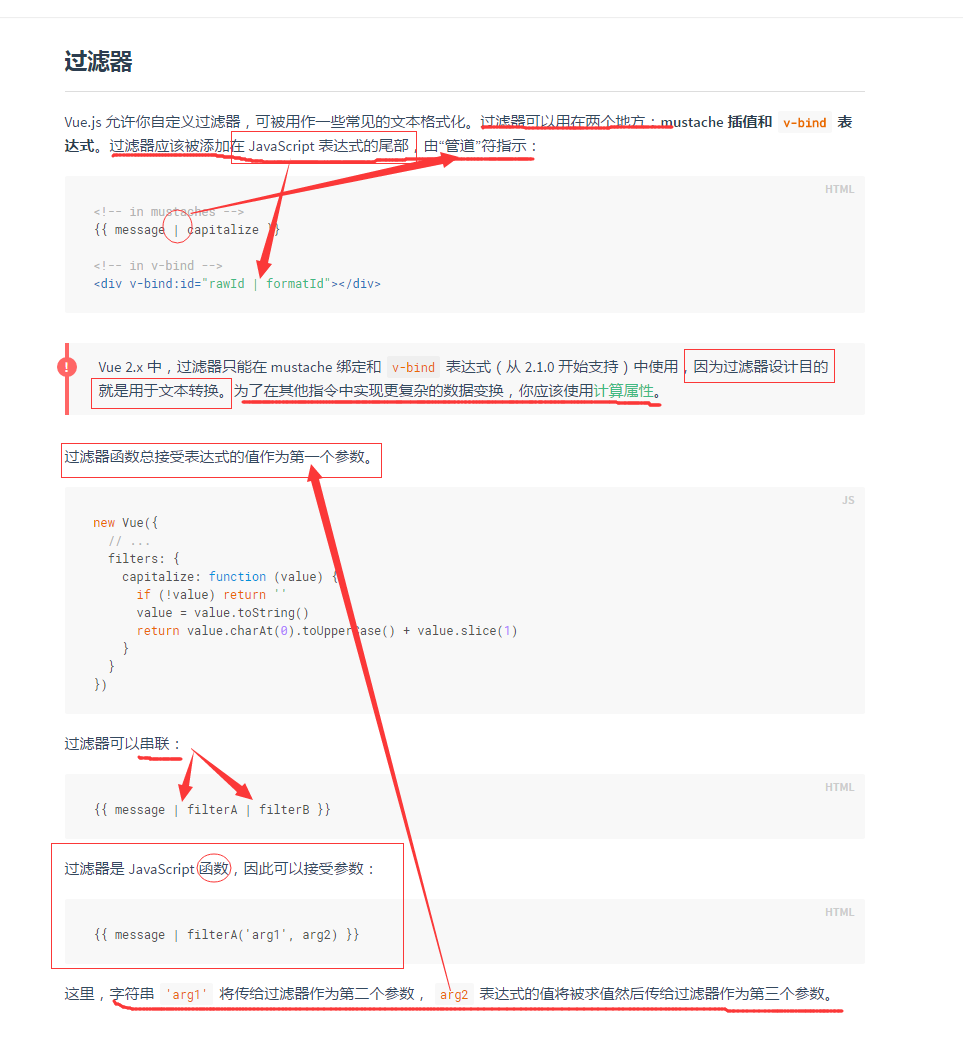 过滤器
Vue.js 允许你自定义过滤器，可被用作一些常见的文本格式化。过滤器可以用在两个地方：mustache 插值和 v-bind 表
达式。过滤器应该被添加在 JavaScript 表达式的尾部，由“管道”符指示：
HTML
<!-- in mustaches -->
{{ message | capitalize }}
<!-- in v-bind -->
<div v-bind:id="rawId | formatId"></div>
! Vue 2.x 中，过滤器只能在 mustache 绑定和 v-bind 表达式（从 2.1.0 开始支持）中使用，因为过滤器设计目的
就是用于文本转换。为了在其他指令中实现更复杂的数据变换，你应该使用计算属性。
过滤器函数总接受表达式的值作为第一个参数。
JS
new Vue({
// ...
filters: {
capitalize: function (value) {
if (!value) return ''
value = value.toString()
return value.charAt(0).toUpperCase() + value.slice(1)
}
}
})
过滤器可以串联：
HTML
{{ message | filterA | filterB }}
过滤器是 JavaScript 函数，因此可以接受参数：
HTML
{{ message | filterA('arg1', arg2) }}
这里，字符串 'arg1' 将传给过滤器作为第二个参数， arg2 表达式的值将被求值然后传给过滤器作为第三个参数。